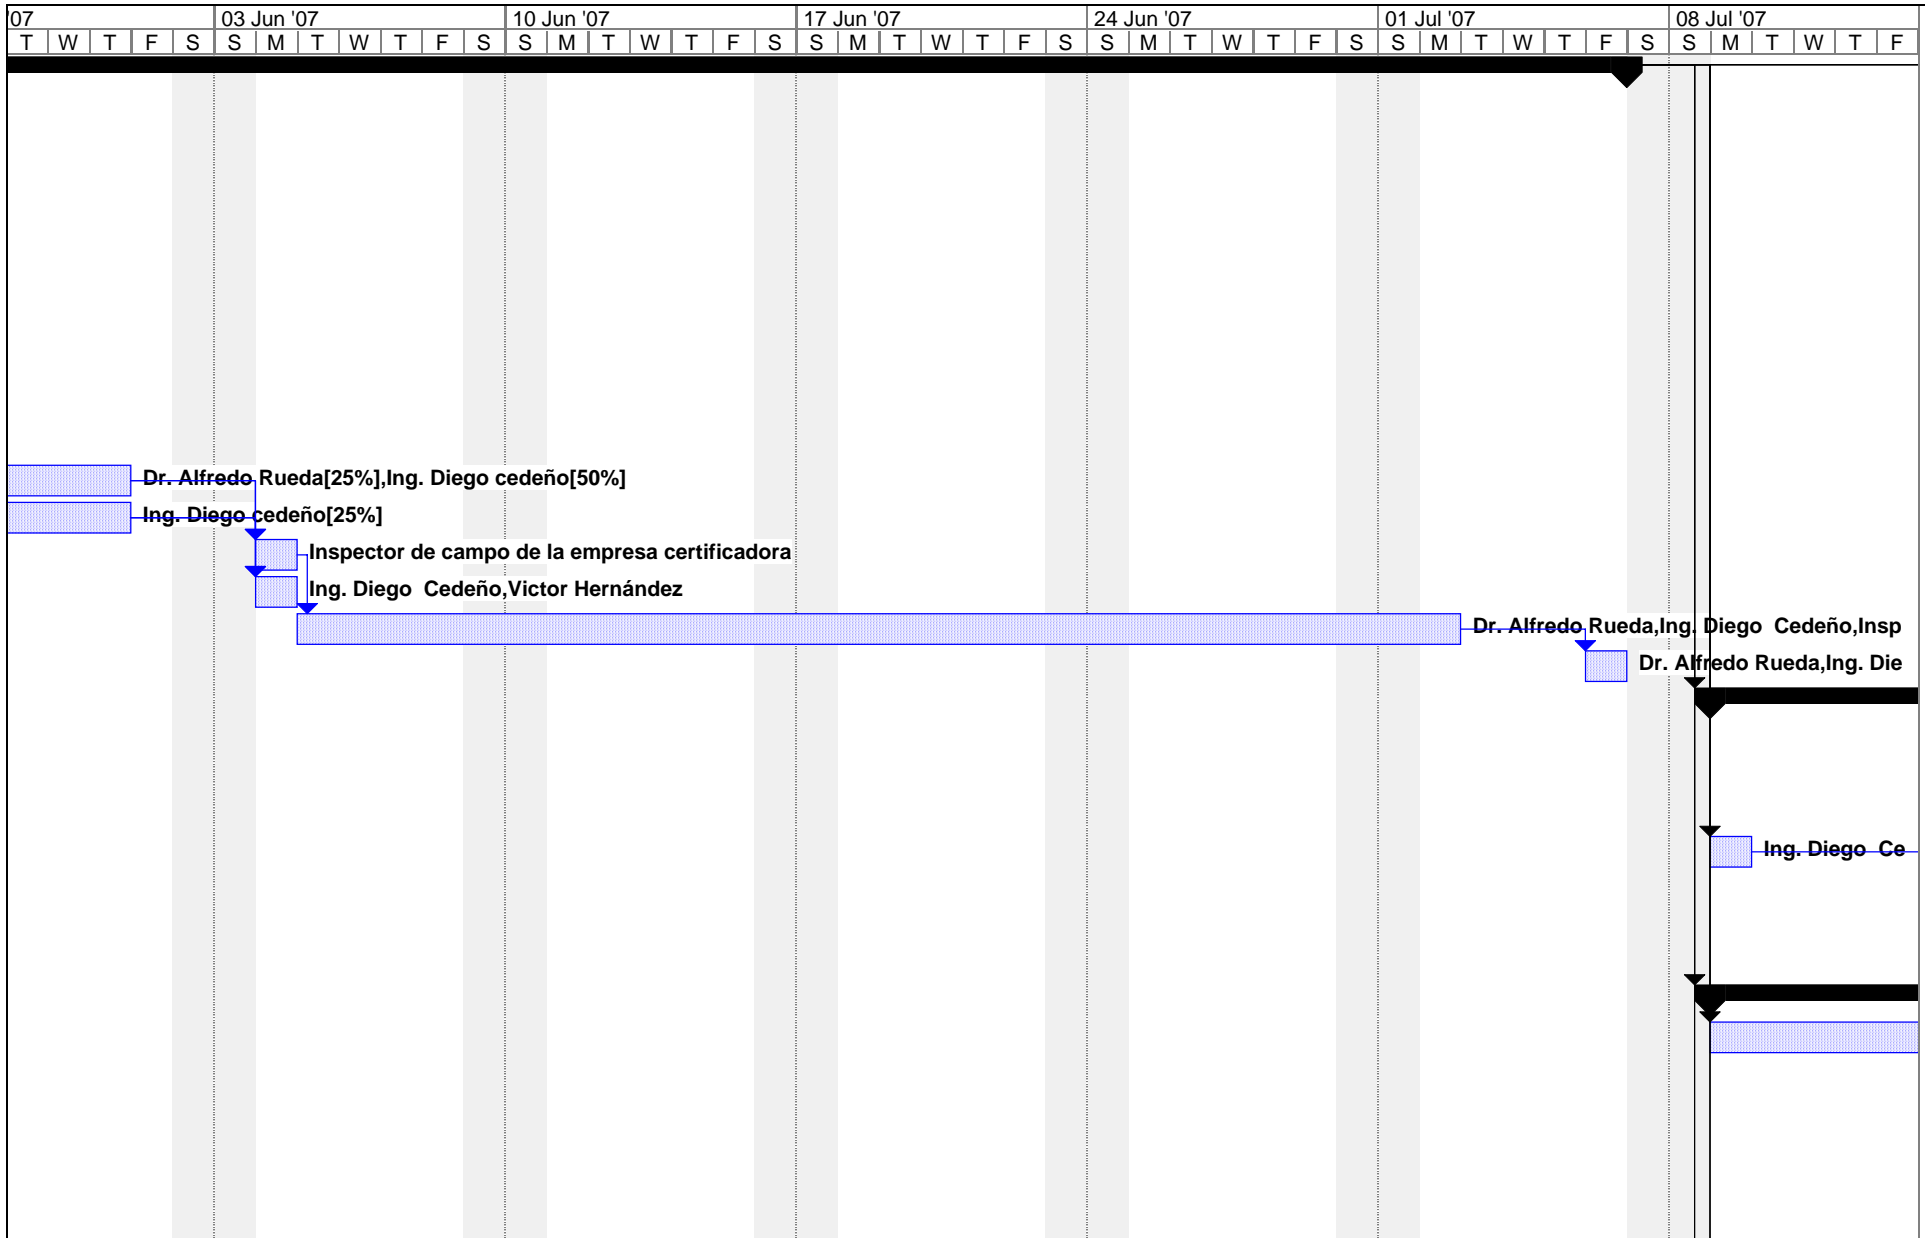 '07 03 Jun '07 10 Jun '07 17 Jun '07 24 Jun '07 01 Jul '07 08 Jul '07
T W T F S S M T W T F S S M T W T F S S M T W T F S S M T W T F S S M T W T F S S M T W T F
Dr. Alfredo Rueda[25%],Ing. Diego cedeño[50%]
Ing. Diego cedeño[25%]
Inspector de campo de la empresa certificadora
Ing. Diego  Cedeño,Victor Hernández
Dr. Alfredo Rueda,Ing. Diego  Cedeño,Insp
Dr. Alfredo Rueda,Ing. Die
Ing. Diego  Ce